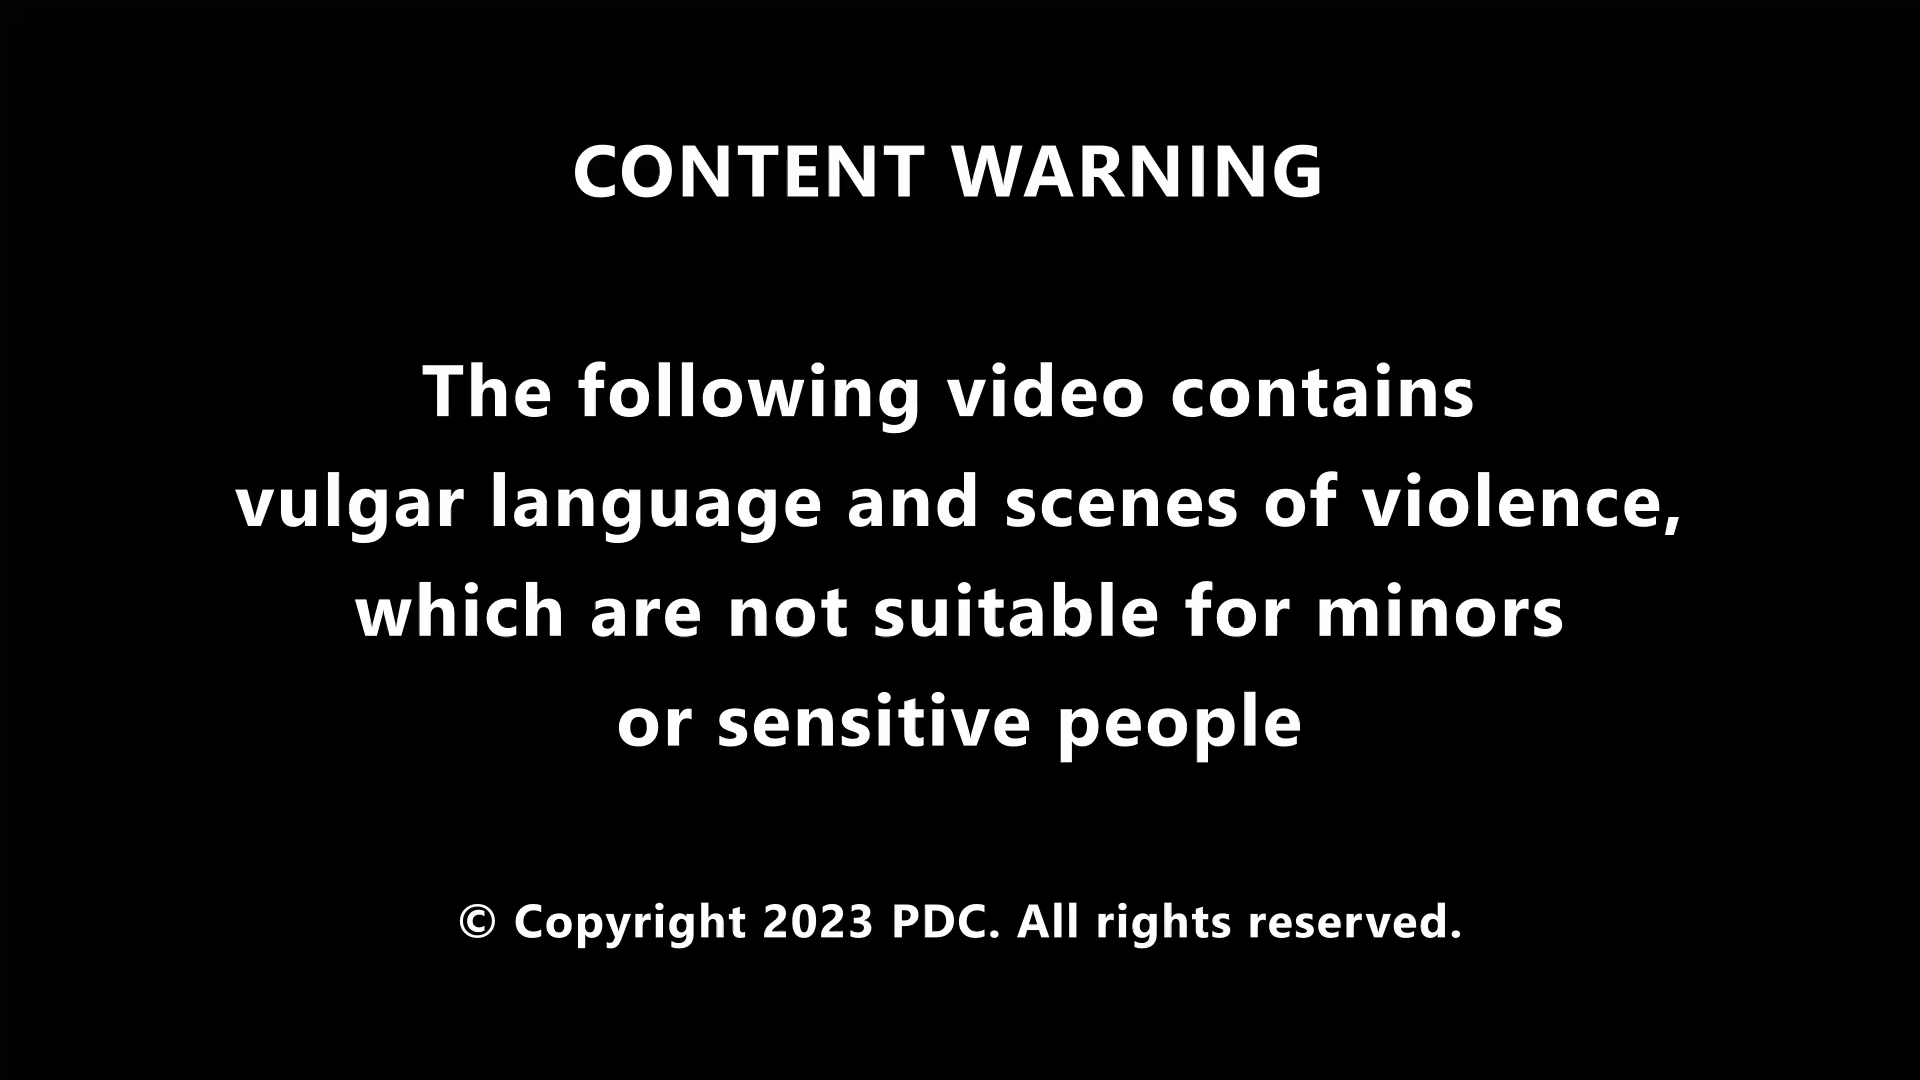 CONTENT WARNING
The following video contains
vulgar language and scenes of violence,
which are not suitable for minors
or sensitive people
© Copyright 2023 PDC. All rights reserved.